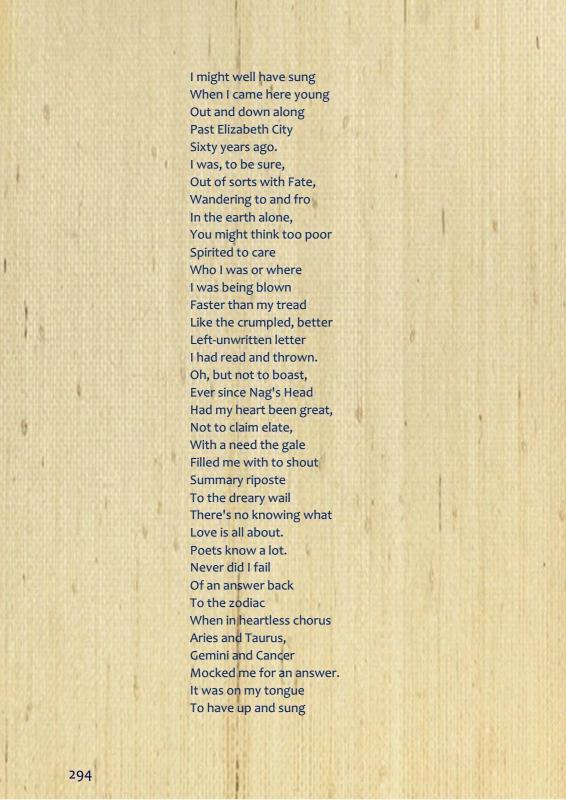 I might well have sung
When I came here young
Out and down along
Past Elizabeth City
Sixty years ago.
I was, to be sure,
Out of sorts with Fate,
Wandering to and fro
In the earth alone,
You might think too poor
Spirited to care
Who I was or where
I was being blown
Faster than my tread
Like the crumpled, better
Left-unwritten letter
I had read and thrown.
Oh, but not to boast,
Ever since Nag's Head
Had my heart been great,
Not to claim elate,
With a need the gale
Filled me with to shout
Summary riposte
To the dreary wail
There's no knowing what
Love is all about.
Poets know a lot.
Never did I fail
Of an answer back
To the zodiac
When in heartless chorus
Aries and Taurus,
Gemini and Cancer
Mocked me for an answer.
It was on my tongue
To have up and sung
294